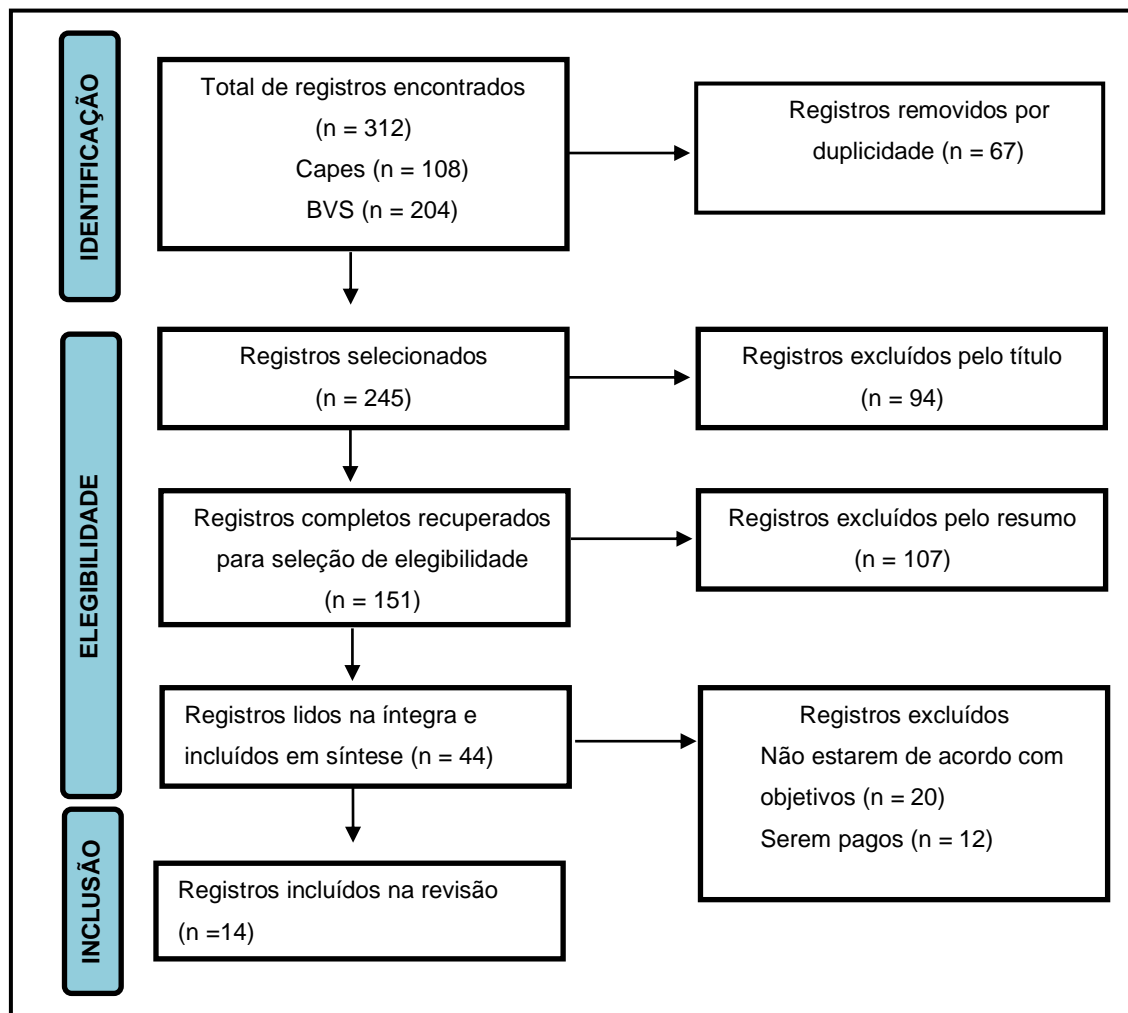 IDENTIFICAÇÃO
Total de registros encontrados
(n = 312)
Capes (n = 108)
BVS (n = 204)
Registros removidos por
duplicidade (n = 67)
ELEGIBILIDADE
Registros selecionados
(n = 245)
Registros excluídos pelo título
(n = 94)
Registros completos recuperados
para seleção de elegibilidade
(n = 151)
Registros excluídos pelo resumo
(n = 107)
Registros lidos na íntegra e
incluídos em síntese (n = 44)
Registros excluídos
Não estarem de acordo com
objetivos (n = 20)
Serem pagos (n = 12)
INCLUSÃO
Registros incluídos na revisão
(n =14)